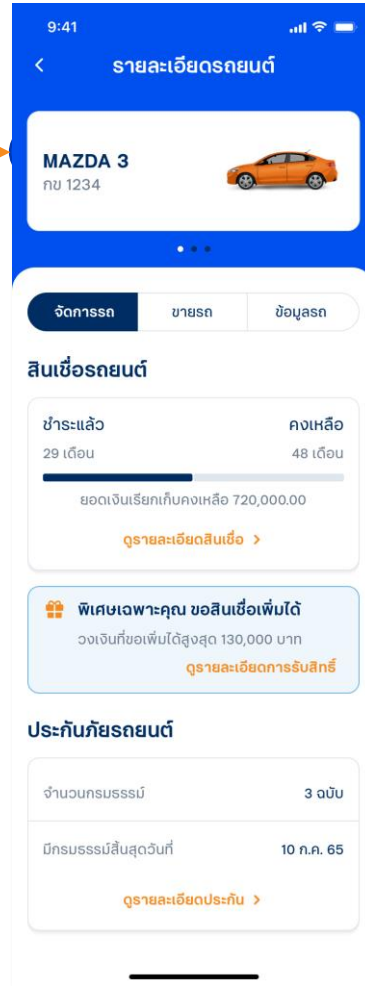 9:41
รายละเอียดรถยนต์
MAZDA 3
กข 1234
จัดการรถ ขายรถ ข้อมูลรถ
สินเชื่อรถยนต์
ชำระแล้ว คงเหลือ
29 เดือน 48 เดือน
ยอดเงินเรียกเก็บคงเหลือ 720,000.00
ดูรายละเอียดสินเชื่อ >
พิเศษเฉพาะคุณ ขอสินเชื่อเพิ่มได้
วงเงินที่ขอเพิ่มได้สูงสุด 130,000 บาท
ดูรายละเอียดการรับสิทธิ์
ประกันภัยรถยนต์
จำนวนกรมธรรม์ 3 ฉบับ
มีกรมธรรม์สิ้นสุดวันที่ 10 ก.ค. 65
ดูรายละเอียดประกัน >